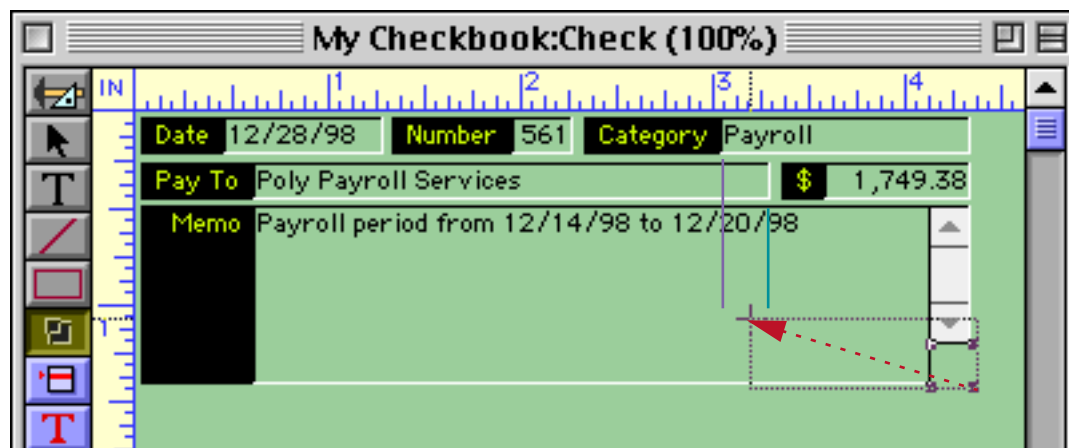 My Checkbook:Check (100%)
IN 1 2 3 4
Date 12/28/98 Number 561 Category Payroll
T Pay To Poly Payroll Services $ 1,749.38
Memo Payroll period from 12/14/98 to 12/20/98
1
T